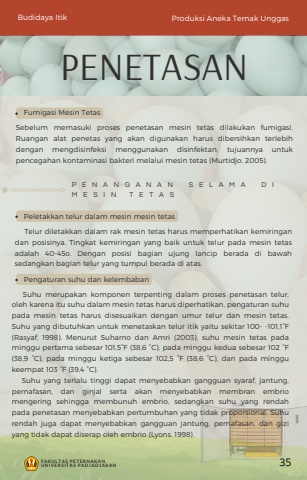 Budidaya Itik
Produksi Aneka Ternak Unggas
PENETASAN
• Fumigasi Mesin Tetas
Sebelum memasuki proses penetasan mesin tetas dilakukan fumigasi.
Ruangan alat penetas yang akan digunakan harus dibersihkan terlebih
dengan mengdisinfeksi menggunakan disinfektan, tujuannya untuk
pencegahan kontaminasi bakteri melalui mesin tetas (Murtidjo, 2005).
PENANGANAN SELAMA DI
MESIN TETAS
• Peletakkan telur dalam mesin mesin tetas
Telur diletakkan dalam rak mesin tetas harus memperhatikan kemiringan
dan posisinya. Tingkat kemiringan yang baik untuk telur pada mesin tetas
adalah 40-45o. Dengan posisi bagian ujung lancip berada di bawah
sedangkan bagian telur yang tumpul berada di atas.
• Pengaturan suhu dan kelembaban
Suhu merupakan komponen terpenting dalam proses penetasan telur,
oleh karena itu suhu dalam mesin tetas harus diperhatikan, pengaturan suhu
pada mesin tetas harus disesuaikan dengan umur telur dan mesin tetas.
Suhu yang dibutuhkan untuk menetaskan telur itik yaitu sekitar 100- -101,1°F
(Rasyaf, 1998). Menurut Suharno dan Amri (2003), suhu mesin tetas pada
minggu pertama sebesar 101,5°F (38,6 °C), pada minggu kedua sebesar 102 °F
(38,9 °C), pada minggu ketiga sebesar 102,5 °F (38,6 °C), dan pada minggu
keempat 103 °F (39,4 °C).
Suhu yang terlalu tinggi dapat menyebabkan gangguan syaraf, jantung,
pernafasan, dan ginjal serta akan menyebabkan membran embrio
mengering sehingga membunuh embrio, sedangkan suhu yang rendah
pada penetasan menyebabkan pertumbuhan yang tidak proporsional. Suhu
rendah juga dapat menyebabkan gangguan jantung, pernafasan, dan gizi
yang tidak dapat diserap oleh embrio (Lyons, 1998).
FAKULTAS PETERNAKAN
UNIVERSITAS PADJADJARAN
35